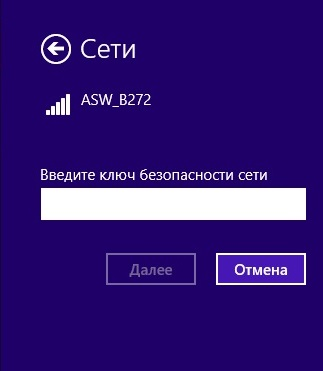 Сети
ASW_B272
Введите ключ безопасности сети
Далее
Отмена